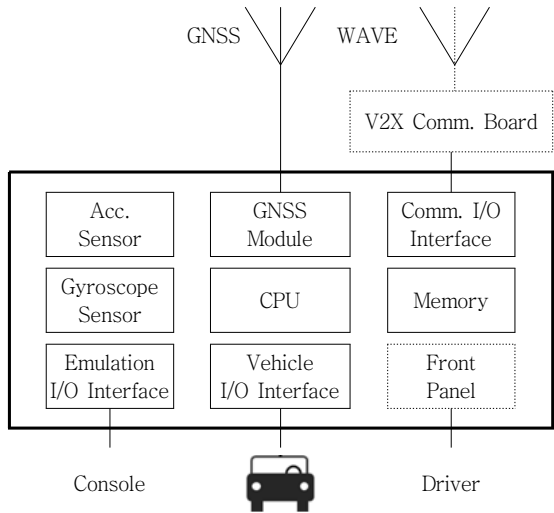 GNSS
WAVE
V2X Comm. Board
Acc.
Sensor
GNSS
Module
Comm. I/O
Interface
Gyroscope
Sensor
CPU
Memory
Emulation
I/O Interface
Vehicle
I/O Interface
Front
Panel
Console
Driver